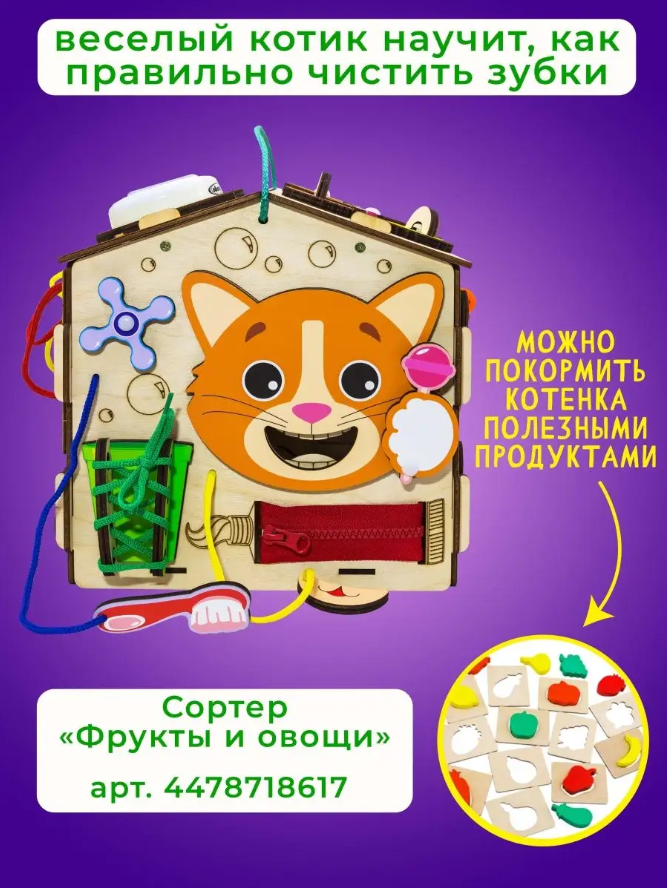 веселый котик научит, как
правильно чистить зубки
МОЖНО
ПОКОРМИТЬ
КОТЕНКА
ПОЛЕЗНЫМИ
ПРОДУКТАМИ
Сортер
«Фрукты и овощи»
арт. 4478718617